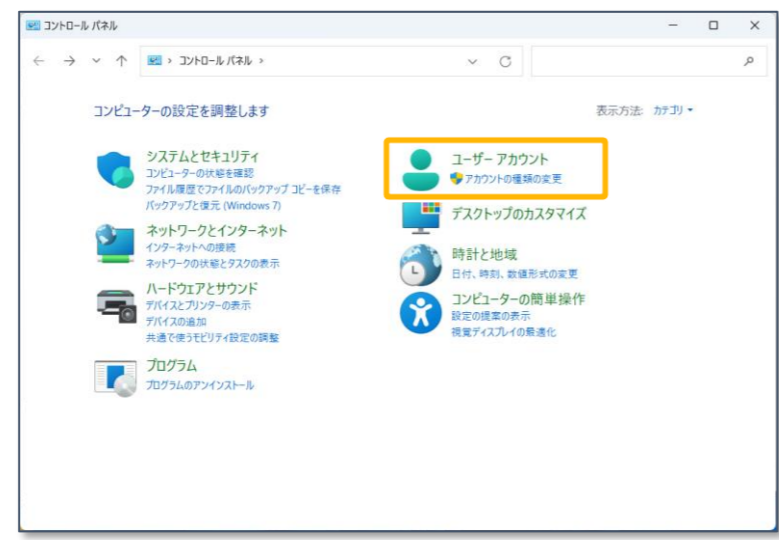 コントロール パネル
コントロール パネル
コンピューターの設定を調整します
表示方法: カテゴリ
システムとセキュリティ
コンピューターの状態を確認
ファイル履歴でファイルのバックアップ コピーを保存
バックアップと復元 (Windows 7)
ネットワークとインターネット
インターネットへの接続
ネットワークの状態とタスクの表示
ハードウェアとサウンド
デバイスとプリンターの表示
デバイスの追加
共通で使うモビリティ設定の調整
プログラム
プログラムのアンインストール
ユーザー アカウント
アカウントの種類の変更
デスクトップのカスタマイズ
時計と地域
日付、時刻、数値形式の変更
コンピューターの簡単操作
設定の提案の表示
視覚ディスプレイの最適化